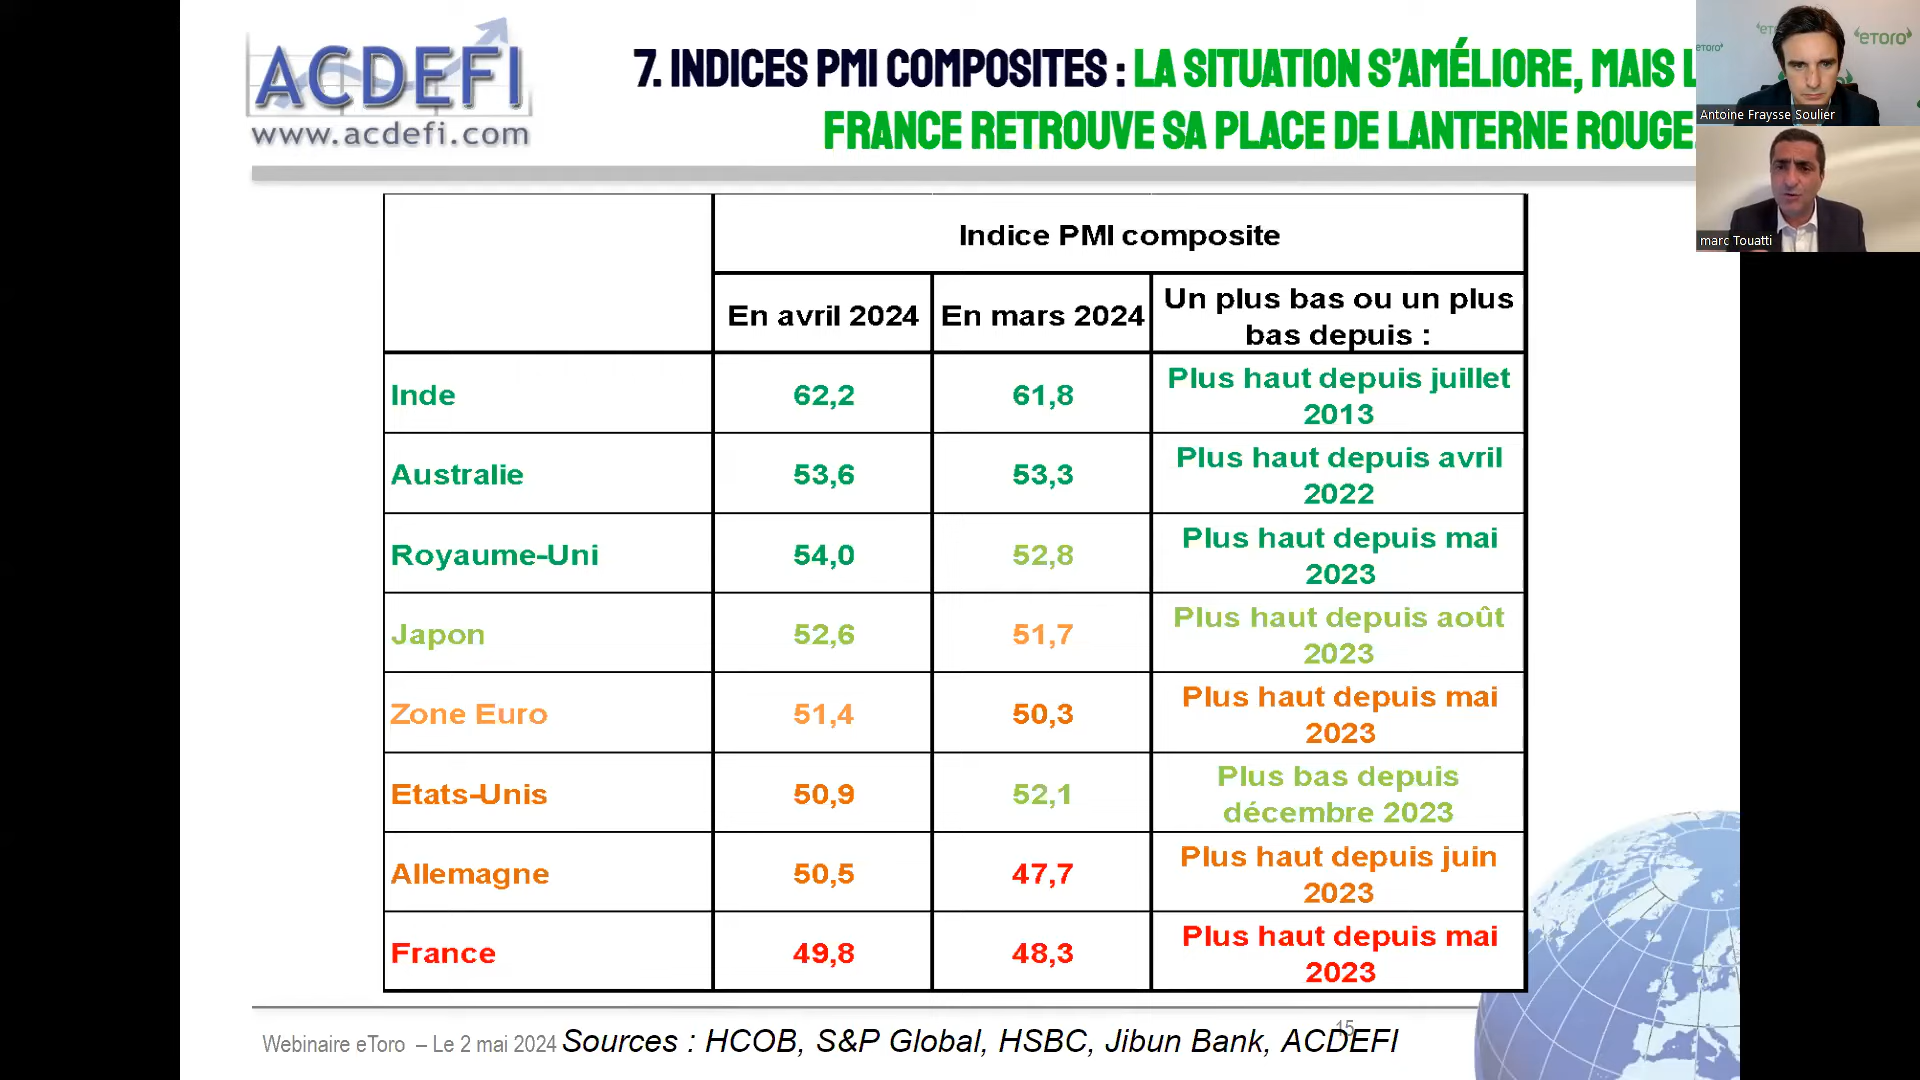 ACDEFI
www.acdefi.com
7. INDICES PMI COMPOSITES : LA SITUATION S'AMÉLIORE, MAIS L
FRANCE RETROUVE SA PLACE DE LANTERNE ROUGE
eTORO
eTORO
Antoine Fraysse Soulier
marc Touatti
Indice PMI composite
En avril 2024 En mars 2024 Un plus bas ou un plus
bas depuis :
Inde 62,2 61,8 Plus haut depuis juillet
2013
Australie 53,6 53,3 Plus haut depuis avril
2022
Royaume-Uni 54,0 52,8 Plus haut depuis mai
2023
Japon 52,6 51,7 Plus haut depuis août
2023
Zone Euro 51,4 50,3 Plus haut depuis mai
2023
Etats-Unis 50,9 52,1 Plus bas depuis
décembre 2023
Allemagne 50,5 47,7 Plus haut depuis juin
2023
France 49,8 48,3 Plus haut depuis mai
2023
Webinaire eToro – Le 2 mai 2024
Sources : HCOB, S&P Global, HSBC, Jibun Bank, ACDEFI
15